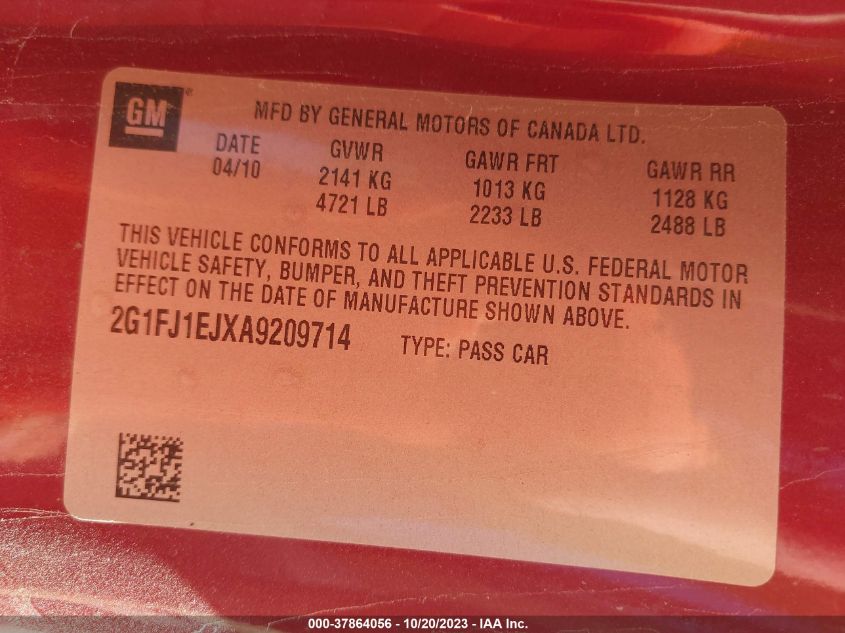 GM ®
MFD BY GENERAL MOTORS OF CANADA LTD.
DATE GVWR GAWR FRT GAWR RR
04/10 2141 KG 1013 KG 1128 KG
4721 LB 2233 LB 2488 LB
THIS VEHICLE CONFORMS TO ALL APPLICABLE U.S. FEDERAL MOTOR
VEHICLE SAFETY, BUMPER, AND THEFT PREVENTION STANDARDS IN
EFFECT ON THE DATE OF MANUFACTURE SHOWN ABOVE.
2G1FJ1EJXA9209714 TYPE: PASS CAR
000-37864056 - 10/20/2023 - IAA Inc.